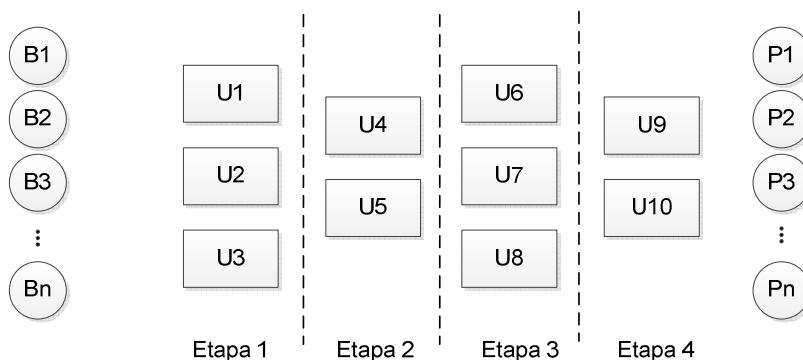 B1
B2
B3
...
Bn
U1
U2
U3
Etapa 1
U4
U5
Etapa 2
U6
U7
U8
Etapa 3
U9
U10
Etapa 4
P1
P2
P3
...
Pn